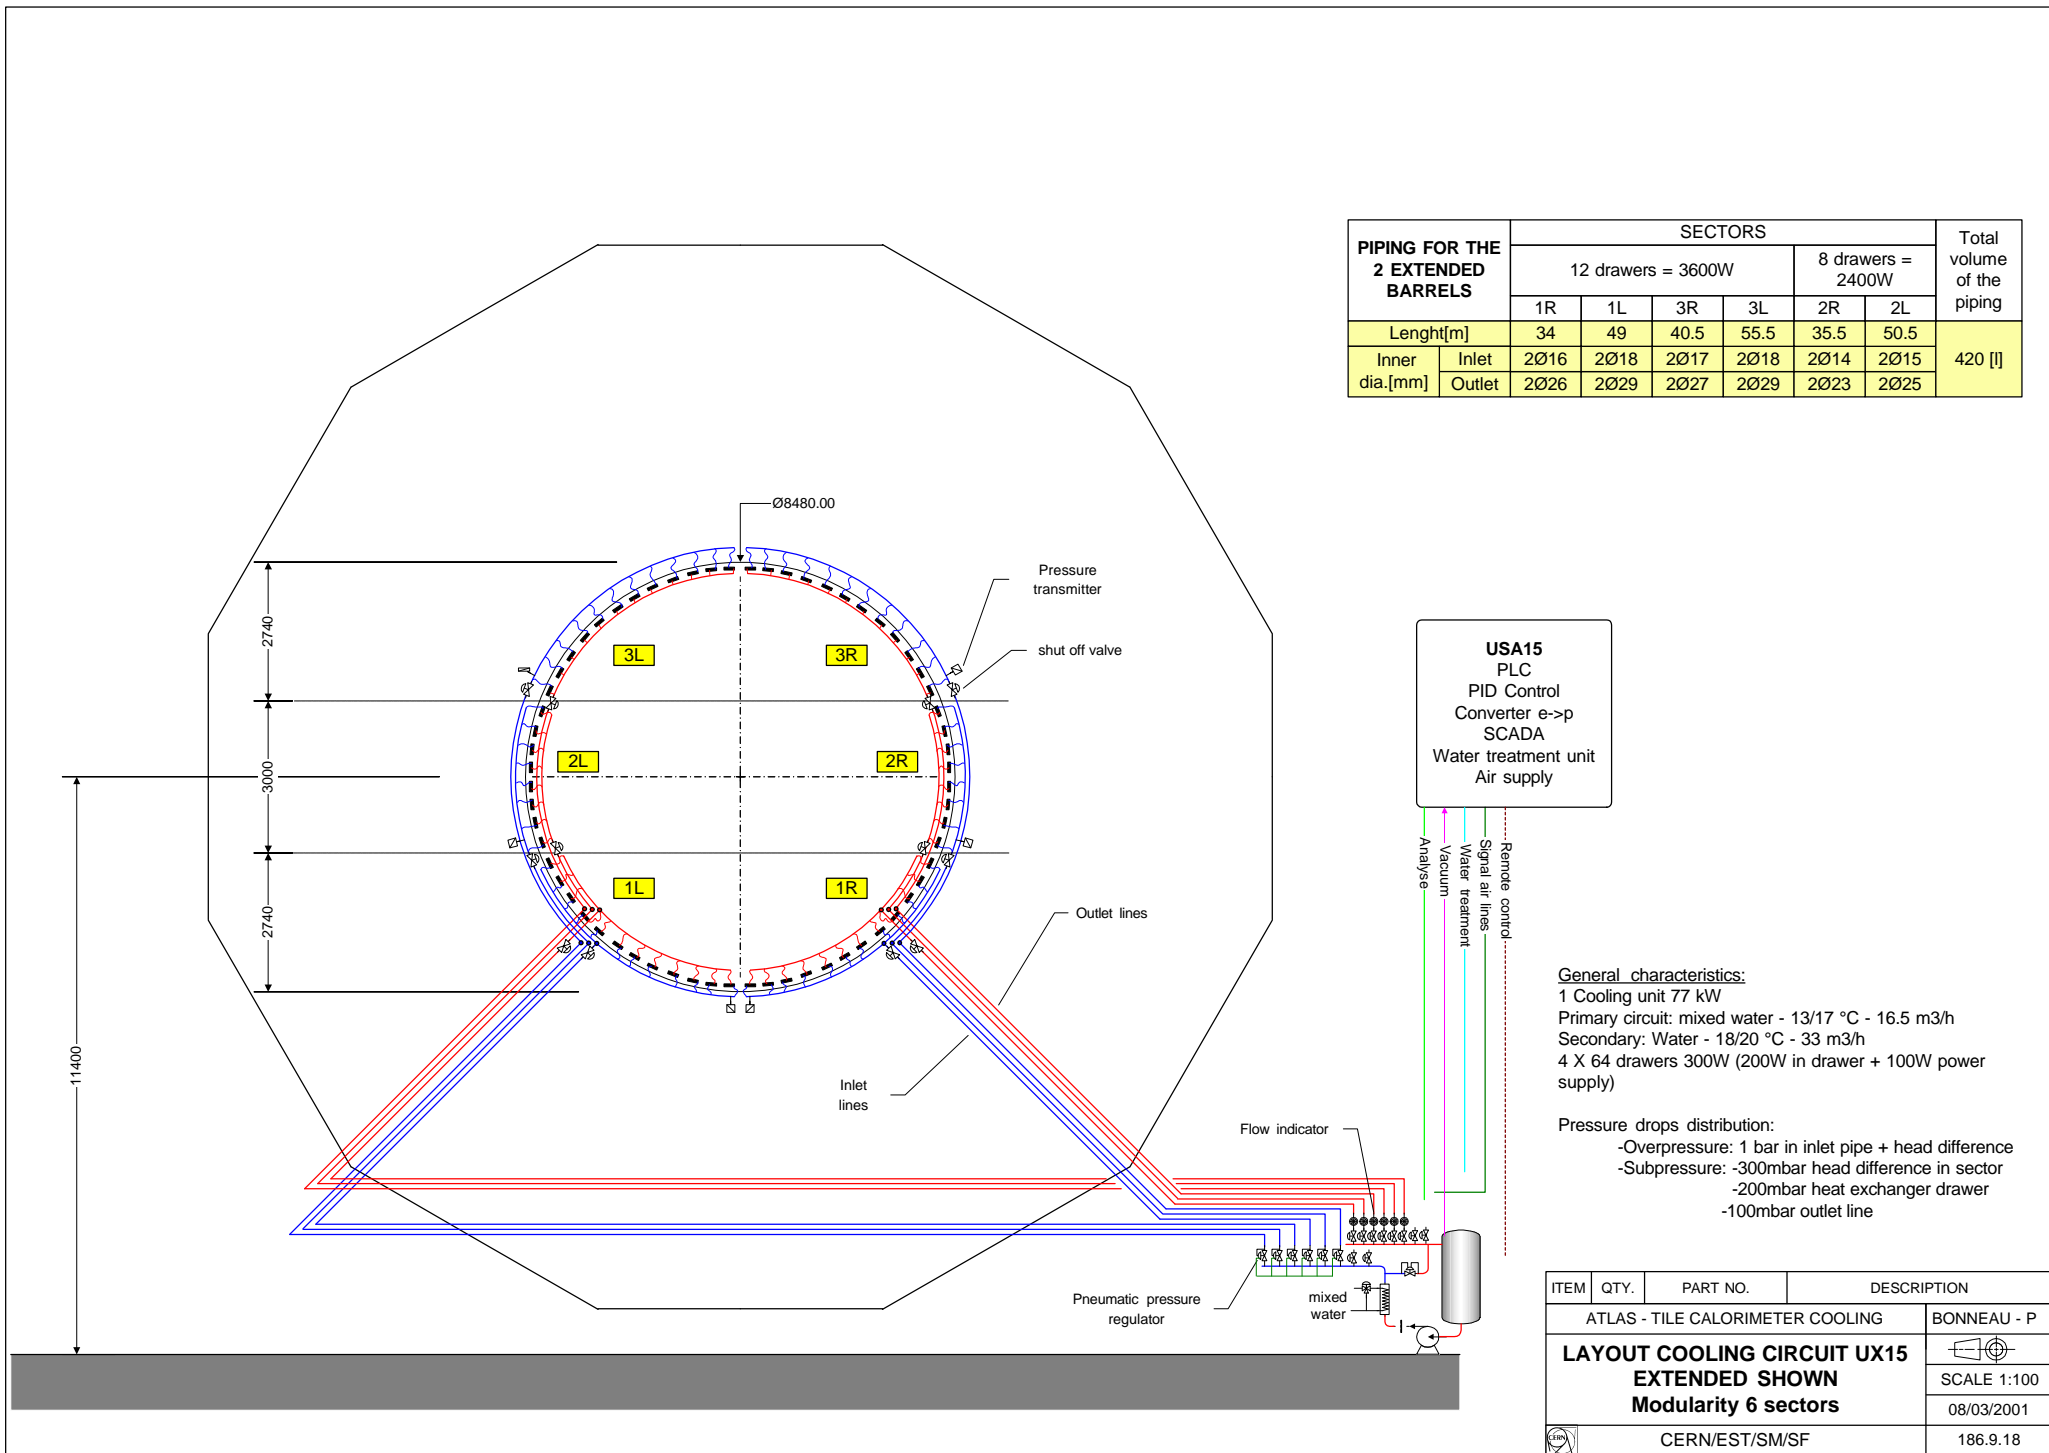 PIPING FOR THE
2 EXTENDED
BARRELS
SECTORS
Total
volume
of the
piping
12 drawers = 3600W
8 drawers =
2400W
1R 1L 3R 3L 2R 2L
Lenght[m] 34 49 40.5 55.5 35.5 50.5
Inner
dia.[mm]
Inlet 2Ø16 2Ø18 2Ø17 2Ø18 2Ø14 2Ø15
Outlet 2Ø26 2Ø29 2Ø27 2Ø29 2Ø23 2Ø25
420 [l]
Ø8480.00
Pressure
transmitter
shut off valve
2740
3000
2740
11400
3L
3R
2L
2R
1L
1R
Outlet lines
Inlet
lines
Flow indicator
Pneumatic pressure
regulator
mixed
water
USA15
PLC
PID Control
Converter e->p
SCADA
Water treatment unit
Air supply
Analyse
Vacuum
Water treatment
Signal air lines
Remote control
General characteristics:
1 Cooling unit 77 kW
Primary circuit: mixed water - 13/17 °C - 16.5 m3/h
Secondary: Water - 18/20 °C - 33 m3/h
4 X 64 drawers 300W (200W in drawer + 100W power
supply)
Pressure drops distribution:
-Overpressure: 1 bar in inlet pipe + head difference
-Subpressure: -300mbar head difference in sector
-200mbar heat exchanger drawer
-100mbar outlet line
ITEM QTY. PART NO. DESCRIPTION
ATLAS - TILE CALORIMETER COOLING
BONNEAU - P
LAYOUT COOLING CIRCUIT UX15
EXTENDED SHOWN
Modularity 6 sectors
SCALE 1:100
08/03/2001
CERN
CERN/EST/SM/SF
186.9.18